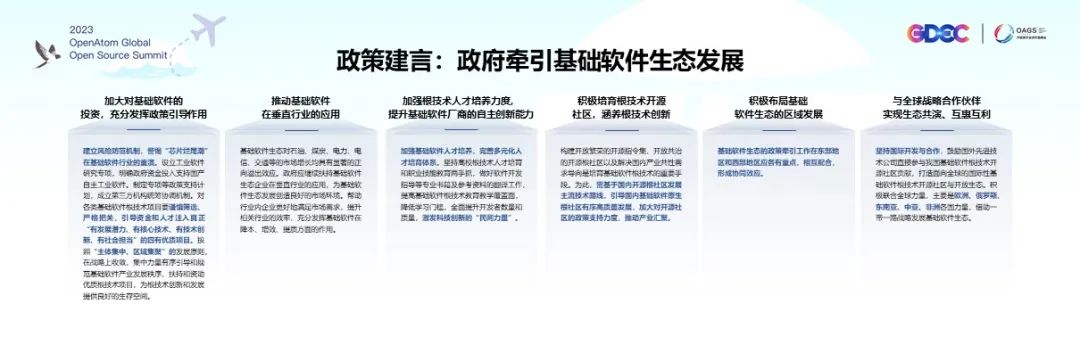 2023
OpenAtom Global
Open Source Summit
GDEC
OAGS
政策建言：政府牵引基础软件生态发展
加大对基础软件的
投资，充分发挥政策引导作用
建立风险防范机制，警惕“芯片烂尾潮”
在基础软件行业的重演。设立工业软件
研究专项，明确政府资金投入支持国产
自主工业软件。制定专项等政策支持计
划，成立第三方机构统筹协调机制。对
各类基础软件根技术项目要谨慎筛选、
严格把关，引导资金和人才注入真正
“有发展潜力、有核心技术、有技术创
新、有社会担当”的四有优质项目。按
照“主体集中、区域集聚”的发展原则，
在战略上收敛，集中力量有序引导和规
范基础软件产业发展秩序，扶持和资助
优质根技术项目，为根技术创新和发展
提供良好的生存空间。
推动基础软件
在垂直行业的应用
基础软件生态对石油、煤炭、电力、电
信、交通等的市场增长均拥有显著的正
向溢出效应。政府应继续扶持基础软件
生态企业在垂直行业的应用，为基础软
件生态发展创造良好的市场环境。帮助
行业内企业更好地满足市场需求，提升
相关行业的效率，充分发挥基础软件在
降本、增效、提质方面的作用。
加强根技术人才培养力度，
提升基础软件厂商的自主创新能力
加强基础软件人才培养，完善多元化人
才培育体系。坚持高校根技术人才培育
和职业技能教育两手抓，做好软件开发
指导等专业书籍及参考资料的翻译工作，
提高基础软件根技术教育教学覆盖面，
降低学习门槛，全面提升开发者数量和
质量，激发科技创新的“民间力量”。
积极培育根技术开源
社区，涵养根技术创新
构建开放繁荣的开源指令集、开放共治
的开源根社区以及解决国内产业共性需
求导向是培育基础软件根技术的重要手
段。为此，需基于国内开源根社区发展
主流技术路线，引导国内基础软件原生
根社区有序高质量发展，加大对开源社
区的政策支持力度，推动产业汇聚。
积极布局基础
软件生态的区域发展
基础软件生态的政策牵引工作在东部地
区和西部地区应各有重点，相互配合，
形成协同效应。
与全球战略合作伙伴
实现生态共演、互惠互利
坚持国际开发与合作，鼓励国外先进技
术公司直接参与我国基础软件根技术开
源社区贡献，打造面向全球的国际性基
础软件根技术开源社区与开放生态。积
极联合全球力量，主要是欧洲、俄罗斯、
东南亚、中亚、非洲各国力量，借助一
带一路战略发展基础软件生态。